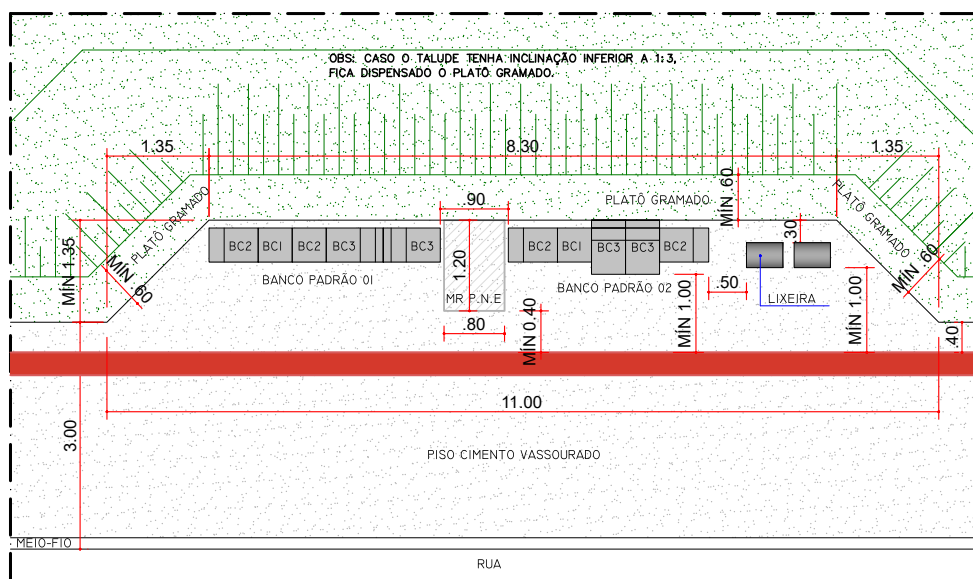 OBS: CASO O TALUDE TENHA INCLINAÇÃO INFERIOR A 1:3,
FICA DISPENSADO O PLATÔ GRAMADO.
1.35
8.30
1.35
PLATÔ GRAMADO
.90
PLATÔ GRAMADO
MÍN .60
PLATÔ GRAMADO
MÍN 1.35
MÍN .60
BC2
BC1
BC2
BC3
BC3
1.20
BC2
BC1
BC3
BC3
BC2
.30
MÍN .60
BANCO PADRÃO 01
MR P.N.E
BANCO PADRÃO 02
.50
LIXEIRA
MÍN 1.00
MÍN 1.00
.80
MÍN 0.40
.40
11.00
3.00
PISO CIMENTO VASSOURADO
MEIO-FIO
RUA